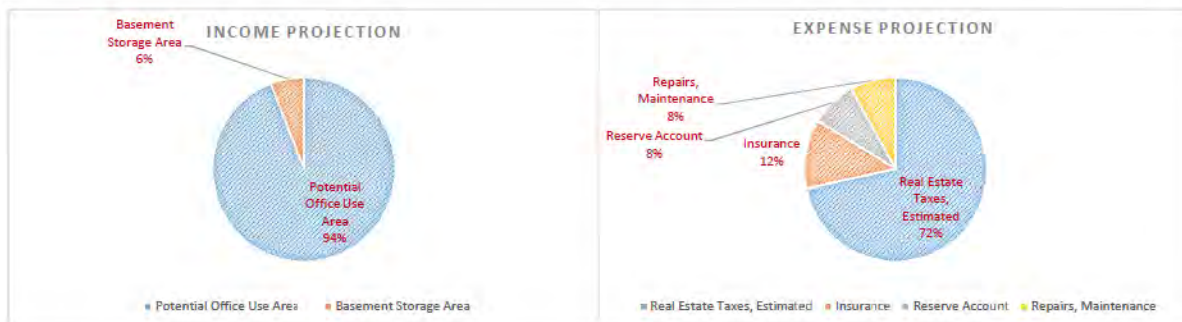 INCOME PROJECTION
Basement
Storage Area
6%
Potential
Office Use
Area
94%
Potential Office Use Area
Basement Storage Area
EXPENSE PROJECTION
Repairs,
Maintenance
8%
Reserve Account
8%
Insurance
12%
Real Estate
Taxes,
Estimated
72%
Real Estate Taxes, Estimated
Insurance
Reserve Account
Repairs, Maintenance